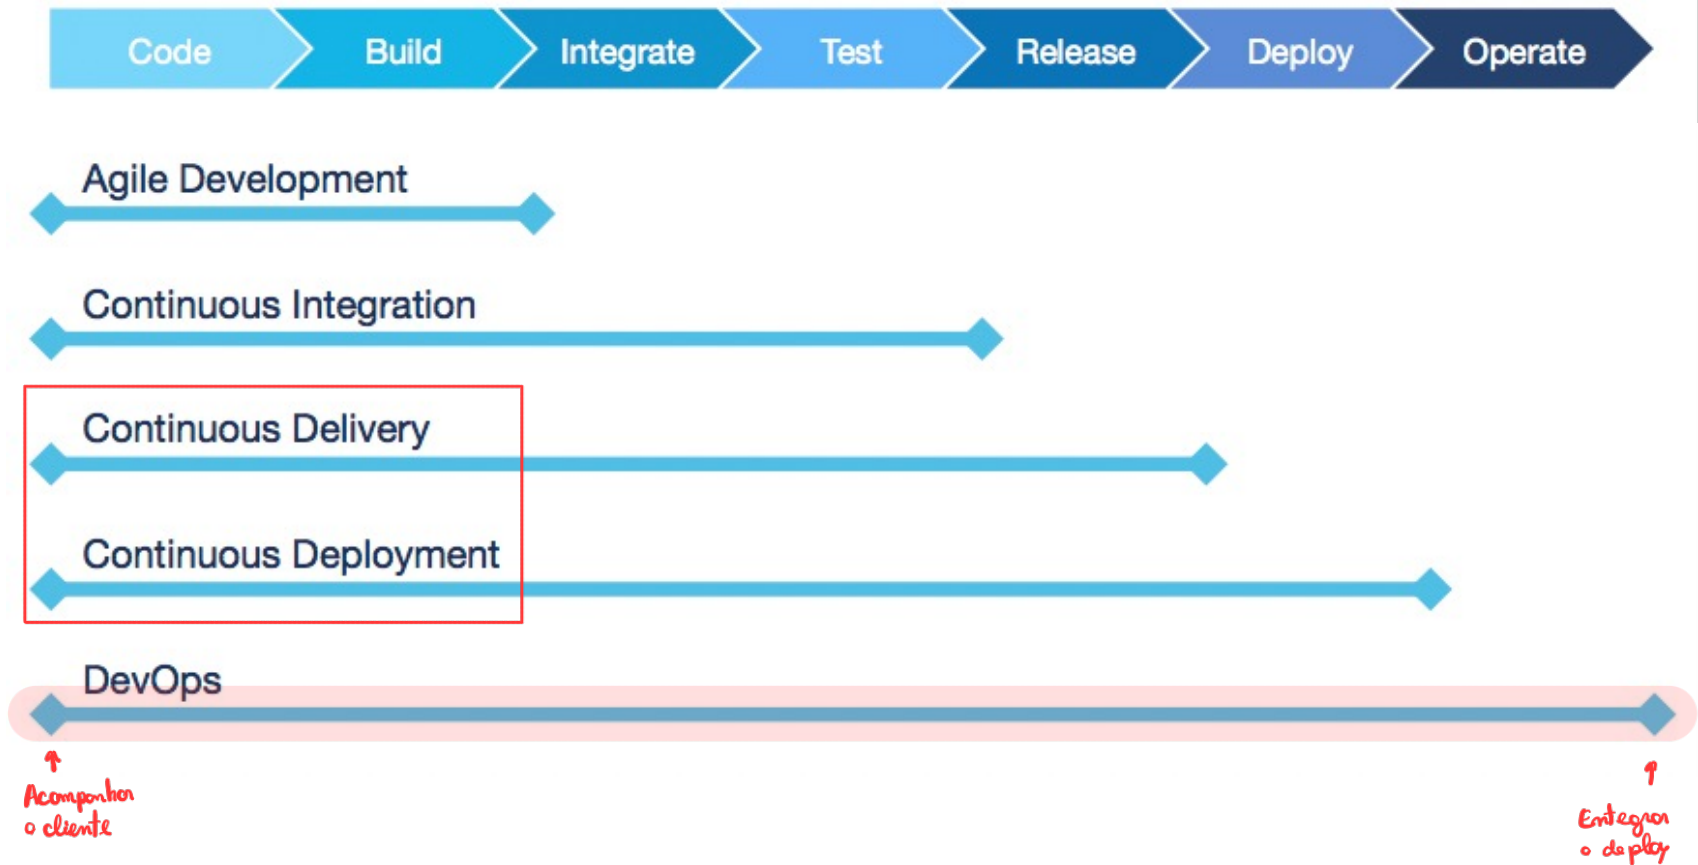 Code Build Integrate Test Release Deploy Operate
Agile Development
Continuous Integration
Continuous Delivery
Continuous Deployment
DevOps
Acompanhar
o cliente
Entegrar
o deploy